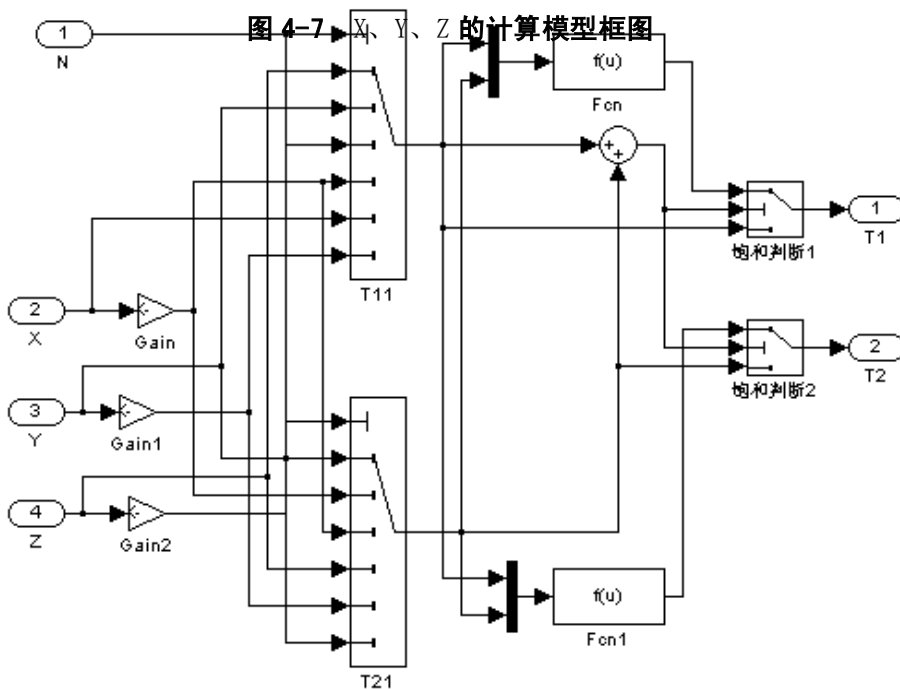 图 4-7 X、Y、Z 的计算模型框图
1
N
f(u)
Fcn
+
+
1
T1
饱和判断1
T11
2
X
Gain
2
T2
饱和判断2
3
Y
Gain1
4
Z
Gain2
f(u)
Fcn1
T21